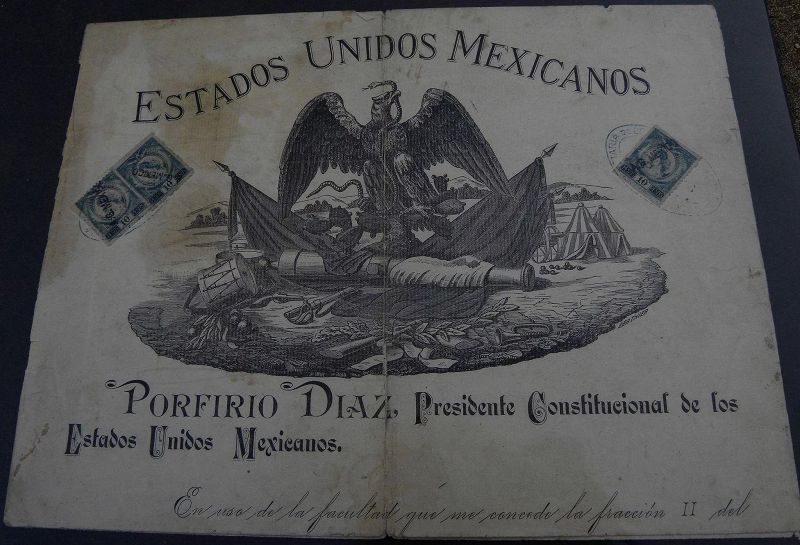 ESTADOS UNIDOS MEXICANOS
PORFIRIO DIAZ, Presidente Constitucional de los
Estados Unidos Mexicanos.
En uso de la facultad que me concede la fracción II del